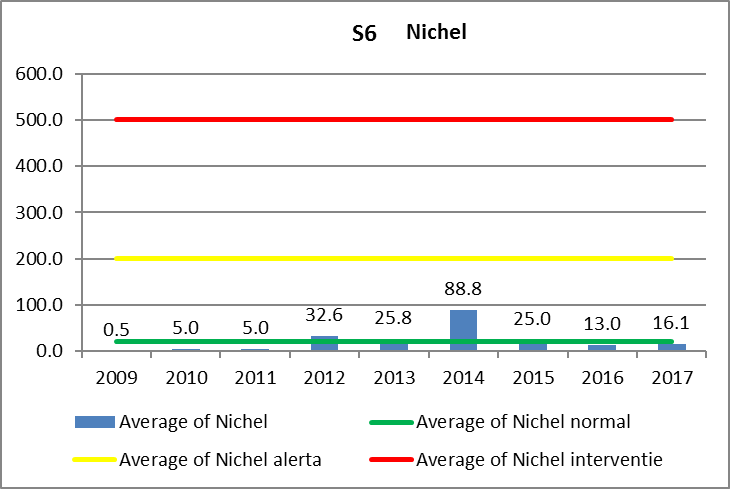 S6 Nichel
600.0
500.0
400.0
300.0
200.0
100.0
0.0
0.5 5.0 5.0 32.6 25.8 88.8 25.0 13.0 16.1
2009 2010 2011 2012 2013 2014 2015 2016 2017
Average of Nichel Average of Nichel normal
Average of Nichel alerta Average of Nichel interventie